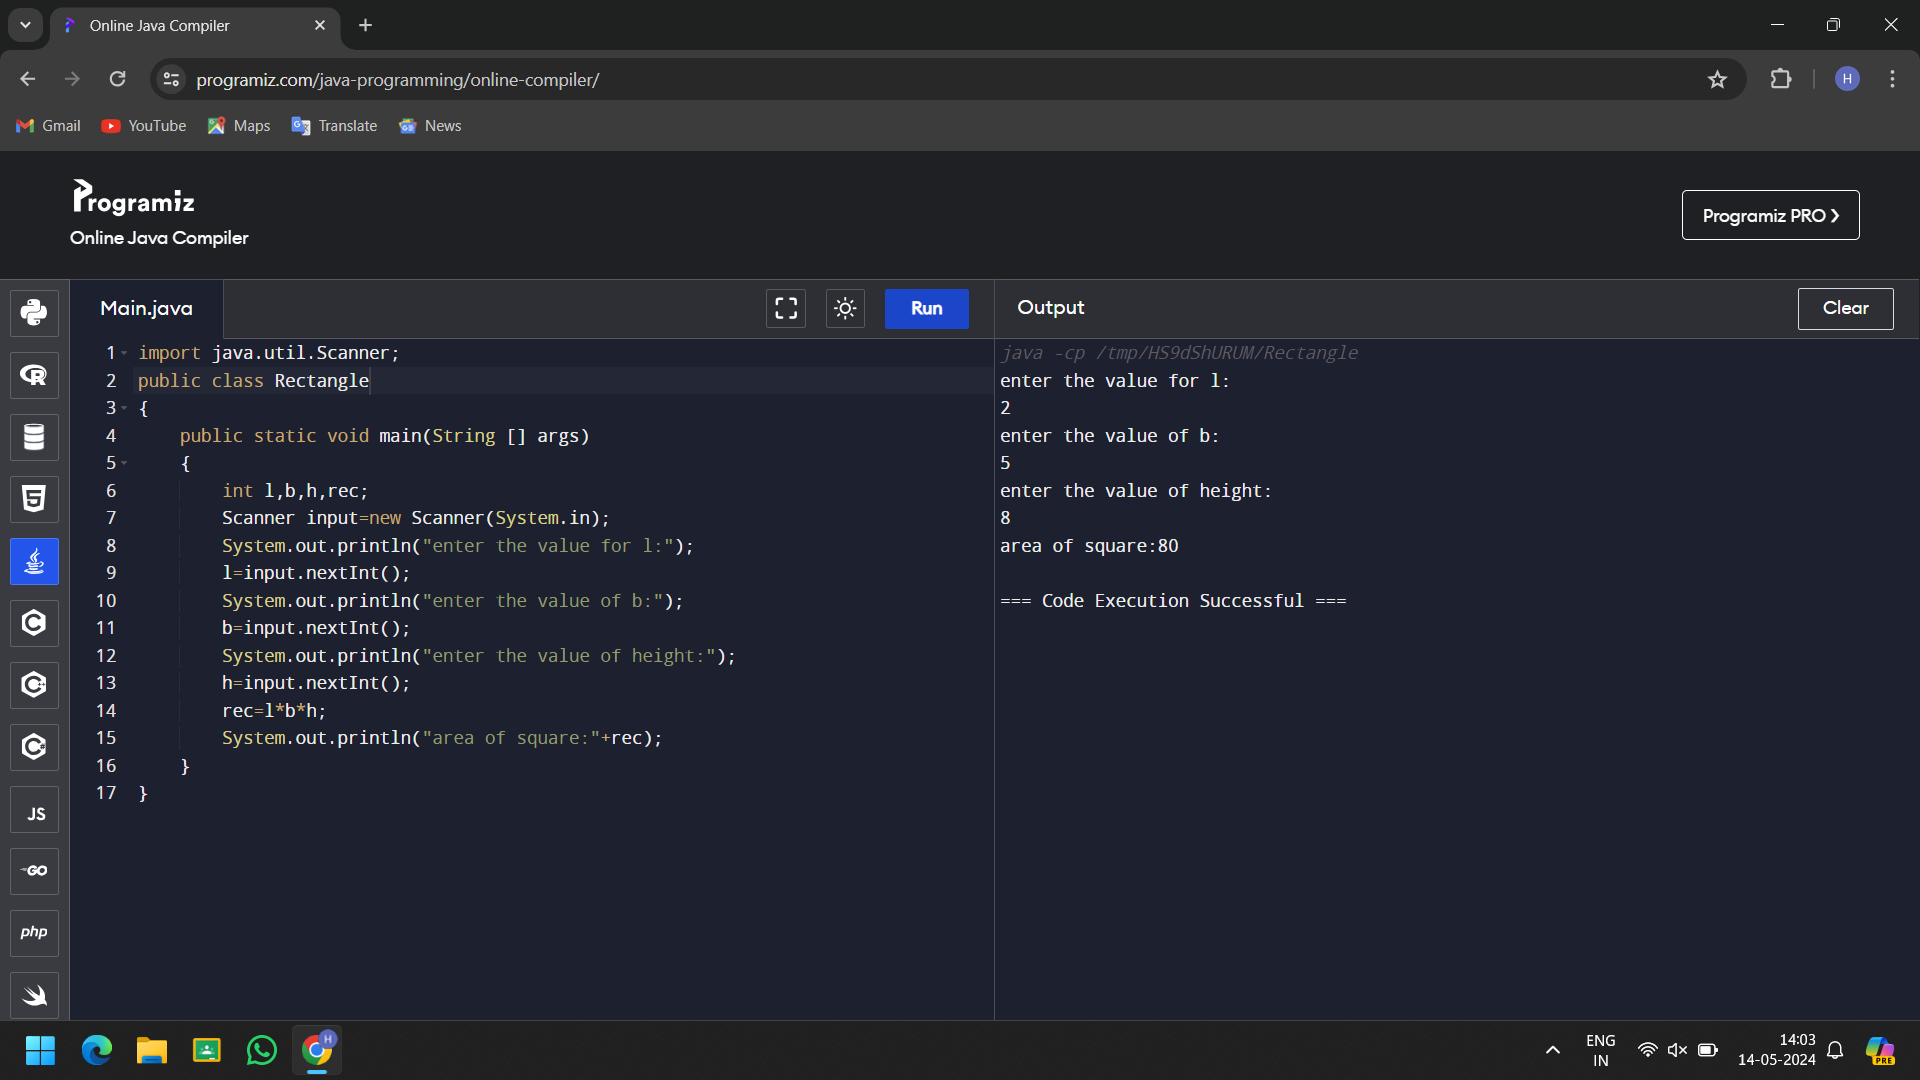 Online Java Compiler
programiz.com/java-programming/online-compiler/
H
Gmail
YouTube
Maps
Translate
News
Programiz
Online Java Compiler
Programiz PRO
Main.java
Run
Output
Clear
1 import java.util.Scanner;
2 public class Rectangle
3 {
4 public static void main(String [] args)
5 {
6 int l,b,h,rec;
7 Scanner input=new Scanner(System.in);
8 System.out.println("enter the value for l:");
9 l=input.nextInt();
10 System.out.println("enter the value of b:");
11 b=input.nextInt();
12 System.out.println("enter the value of height:");
13 h=input.nextInt();
14 rec=l*b*h;
15 System.out.println("area of square:"+rec);
16 }
17 }
java -cp /tmp/HS9dShURUM/Rectangle
enter the value for l:
2
enter the value of b:
5
enter the value of height:
8
area of square:80
=== Code Execution Successful ===
R
5
C
C++
C#
JS
GO
php
H
ENG
IN
14:03
14-05-2024
PRE